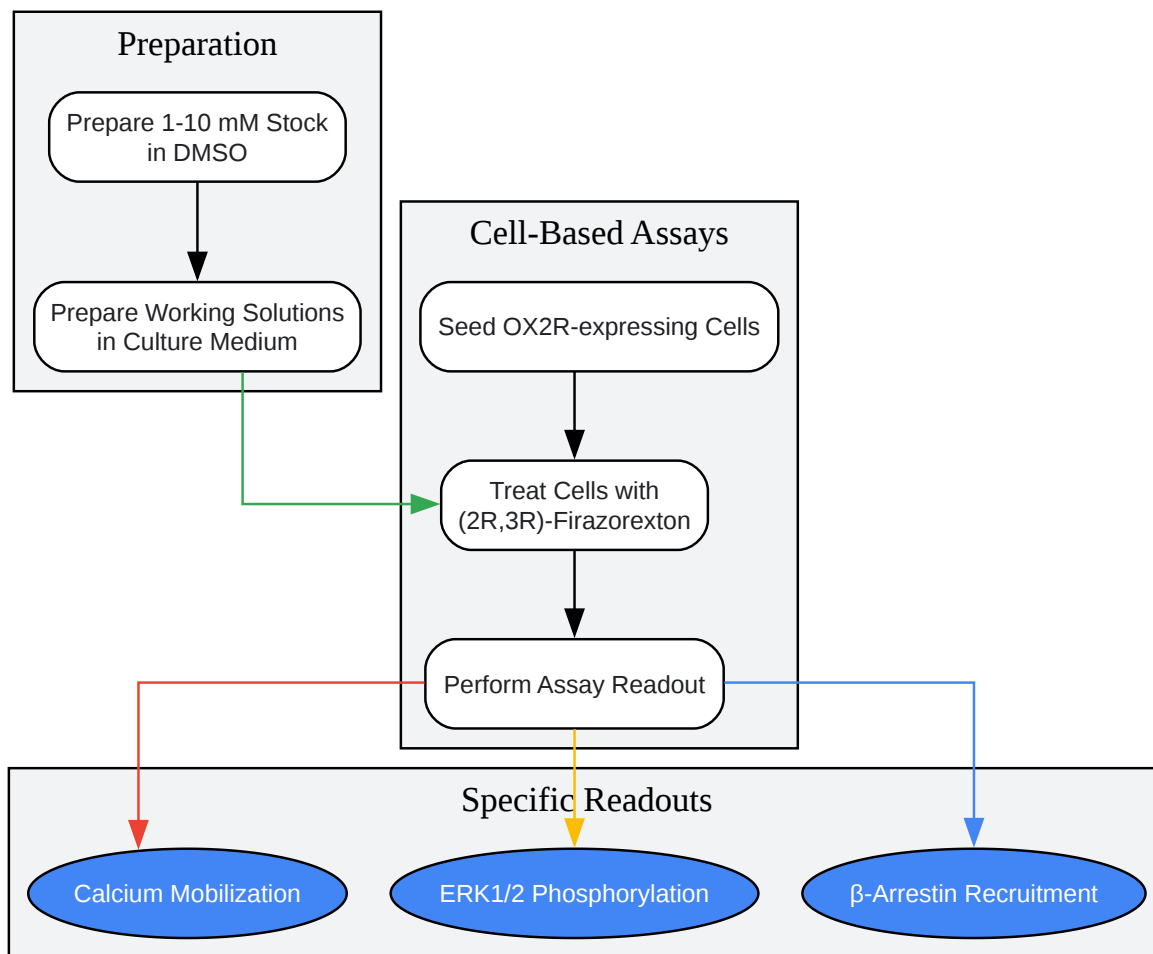 Preparation
Prepare 1-10 mM Stock
in DMSO
Prepare Working Solutions
in Culture Medium
Cell-Based Assays
Seed OX2R-expressing Cells
Treat Cells with
(2R,3R)-Firazorexton
Perform Assay Readout
Specific Readouts
Calcium Mobilization
ERK1/2 Phosphorylation
β-Arrestin Recruitment